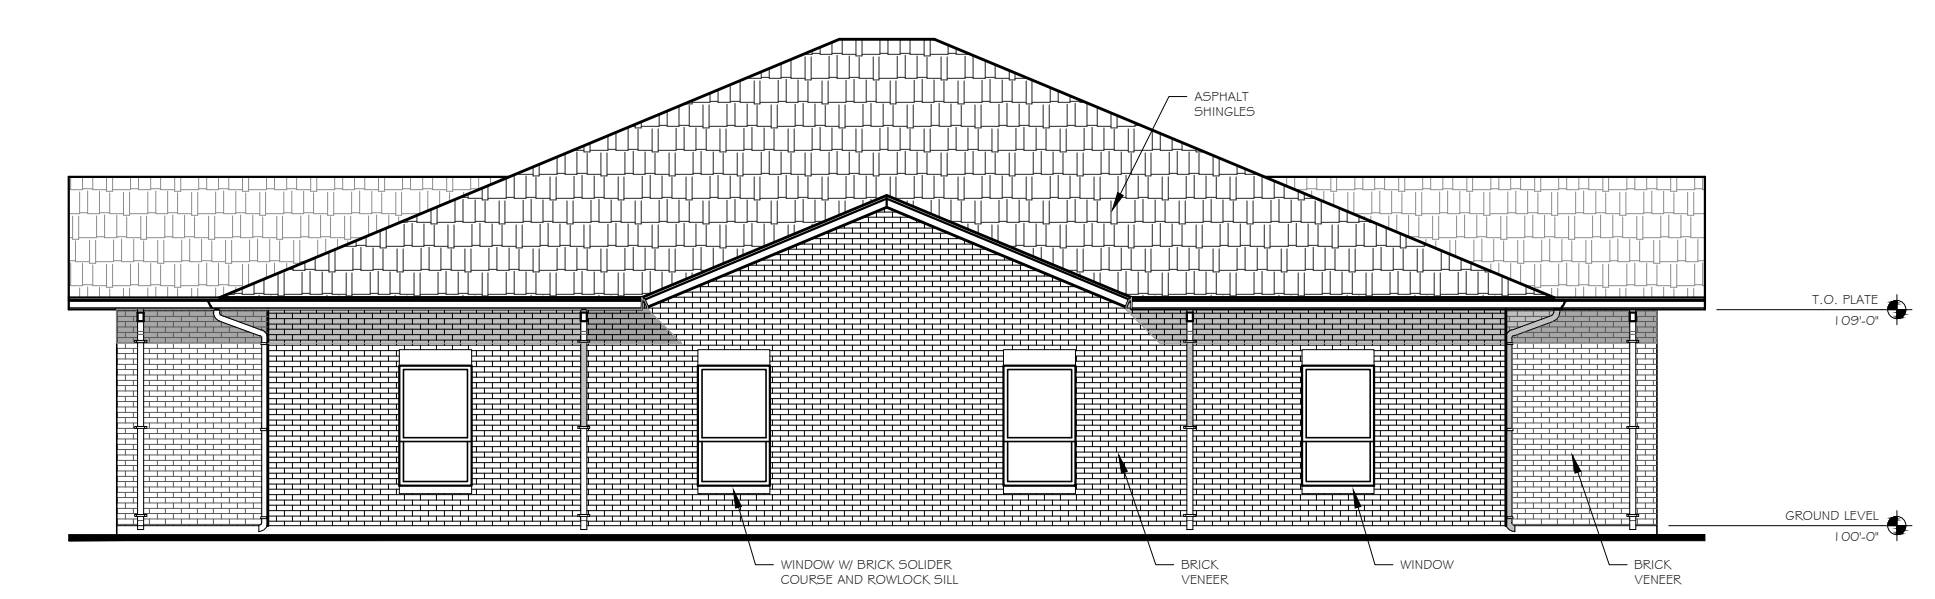 ASPHALT
SHINGLES
T.O. PLATE
109'-0"
GROUND LEVEL
100'-0"
WINDOW W/ BRICK SOLIDER
COURSE AND ROWLOCK SILL
BRICK
VENEER
WINDOW
BRICK
VENEER